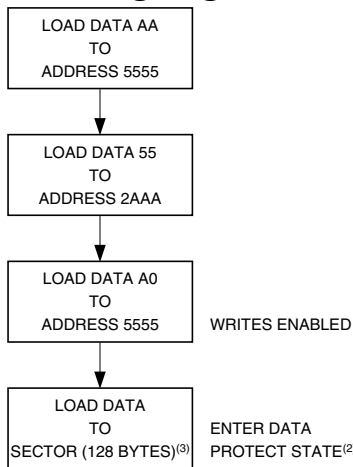 LOAD DATA AA
TO
ADDRESS 5555
LOAD DATA 55
TO
ADDRESS 2AAA
LOAD DATA A0
TO
ADDRESS 5555
WRITES ENABLED
LOAD DATA
TO
SECTOR (128 BYTES)(3)
ENTER DATA
PROTECT STATE(2